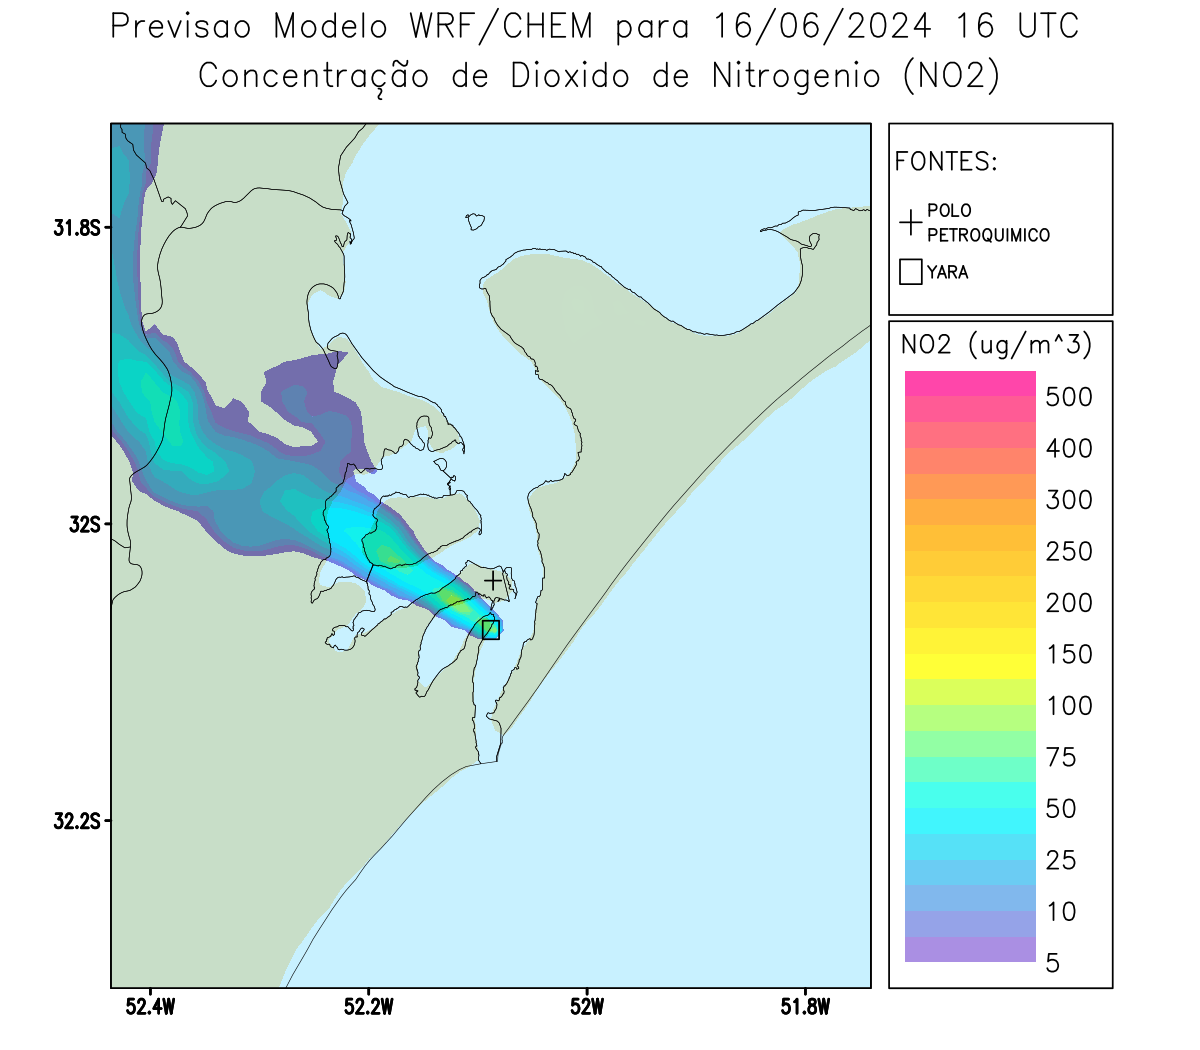 Previsao Modelo WRF/CHEM para 16/06/2024 16 UTC
Concentração de Dioxido de Nitrogenio (NO2)
FONTES:
POLO
PETROQUIMICO
YARA
NO2 (ug/m^3)
500
400
300
250
200
150
100
75
50
25
10
5
31.8S
32S
32.2S
52.4W
52.2W
52W
51.8W